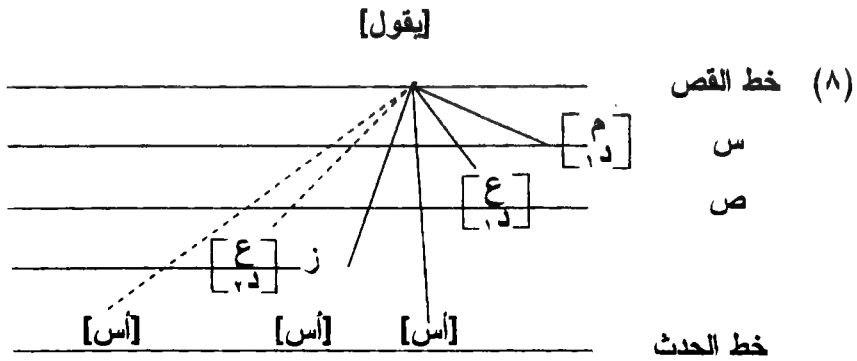 [يقول]
(٨) خط القص
س [م د١]
ص [ع د١]
ز [ع د٢]
[أس] [أس] [أس]
خط الحدث